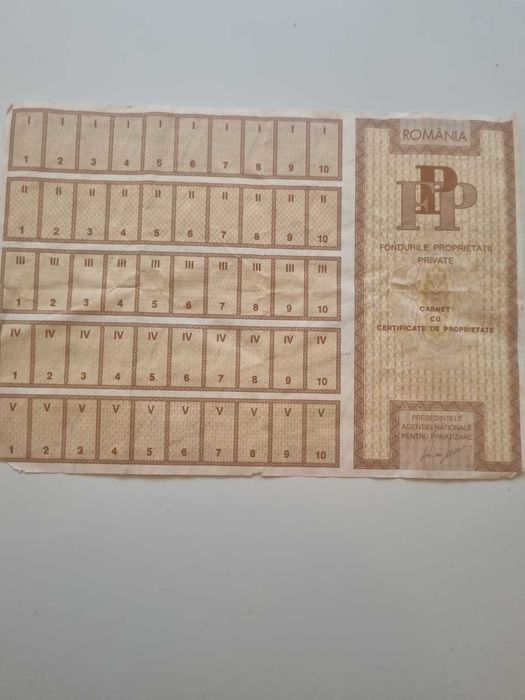 I I I I I I I I I I
1 2 3 4 5 6 7 8 9 10
II II II II II II II II II II
1 2 3 4 5 6 7 8 9 10
III III III III III III III III III III
1 2 3 4 5 6 7 8 9 10
IV IV IV IV IV IV IV IV IV IV
1 2 3 4 5 6 7 8 9 10
V V V V V V V V V V
1 2 3 4 5 6 7 8 9 10
ROMÂNIA
FPP
FONDURILE PROPRIETATII
PRIVATE
CARNET
CU
CERTIFICATE DE PROPRIETATE
PRESEDINTELE
AGENTIEI NATIONALE
PENTRU PRIVATIZARE